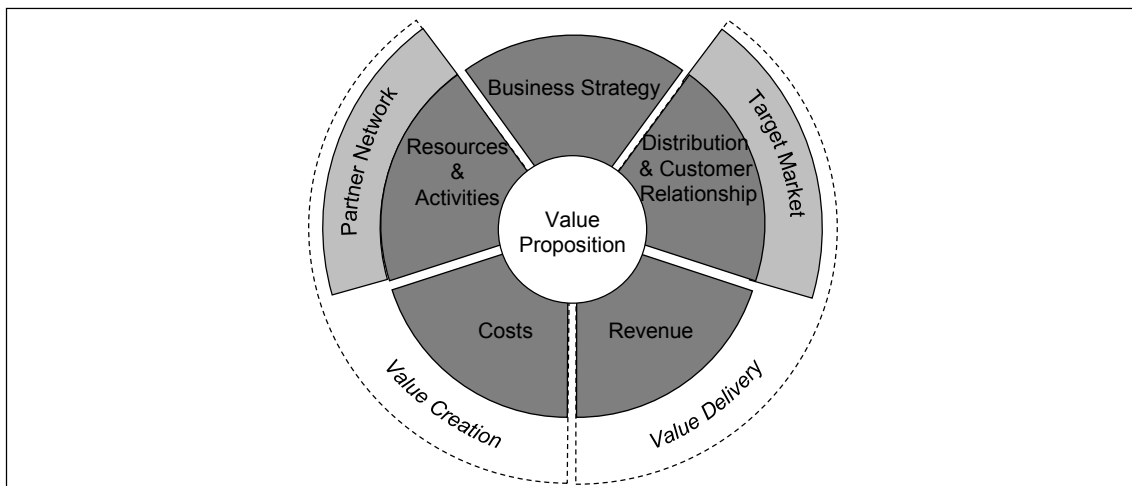 Business Strategy
Partner Network
Resources
&
Activities
Distribution
& Customer
Relationship
Target Market
Value
Proposition
Costs
Revenue
Value Creation
Value Delivery